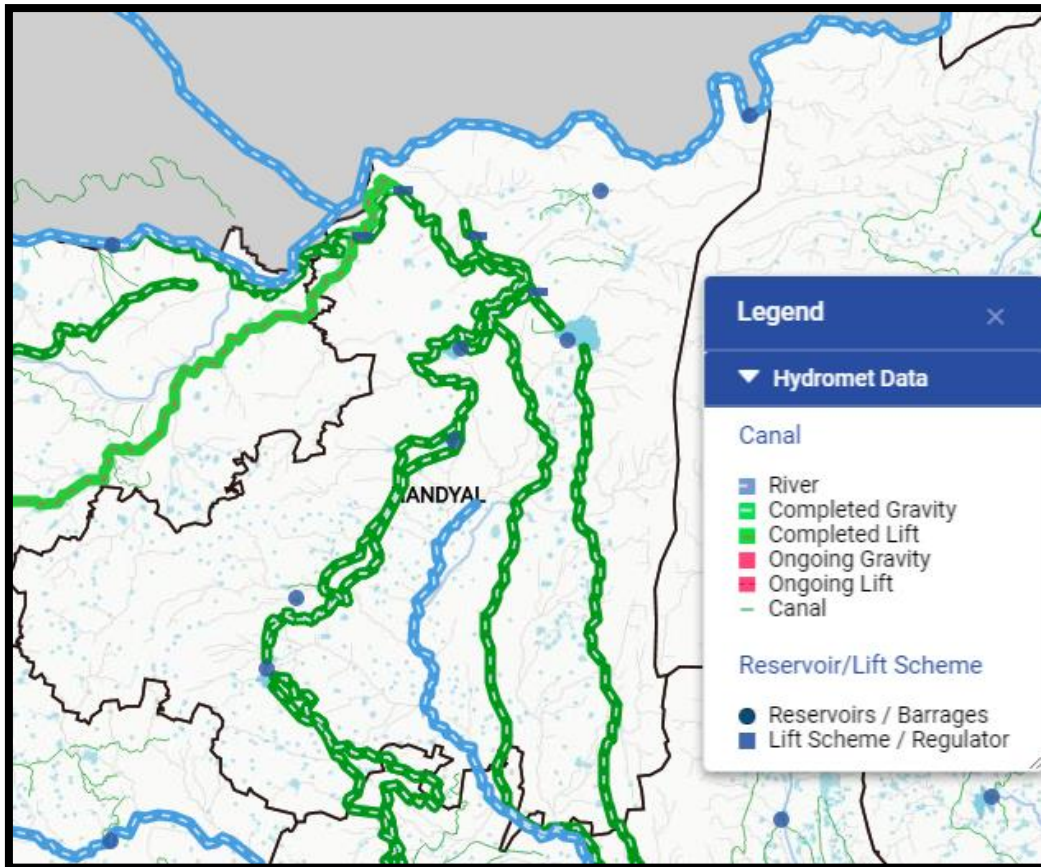 Legend ×
Hydromet Data
Canal
River
Completed Gravity
Completed Lift
Ongoing Gravity
Ongoing Lift
Canal
NANDYAL
Reservoir/Lift Scheme
Reservoirs / Barrages
Lift Scheme / Regulator